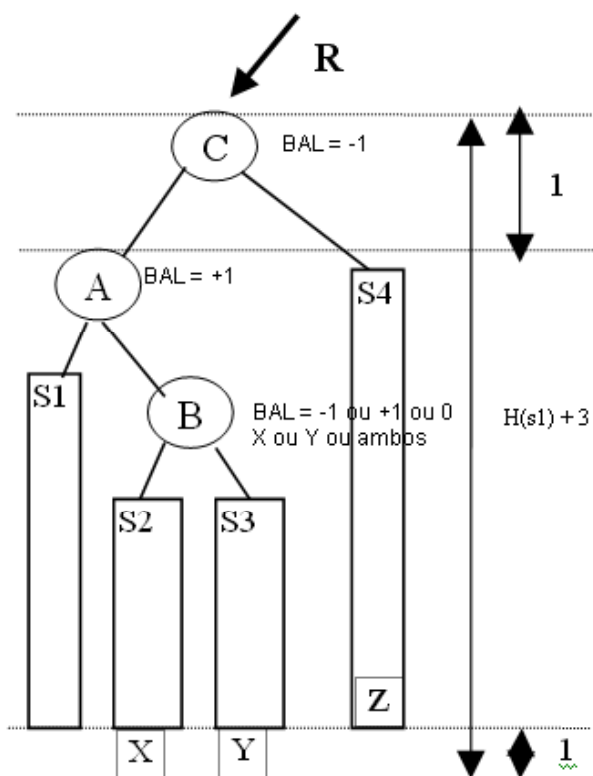 R
C
BAL = -1
1
A
BAL = +1
S4
S1
B
BAL = -1 ou +1 ou 0
X ou Y ou ambos
H(s1) + 3
S2
S3
Z
X
Y
1